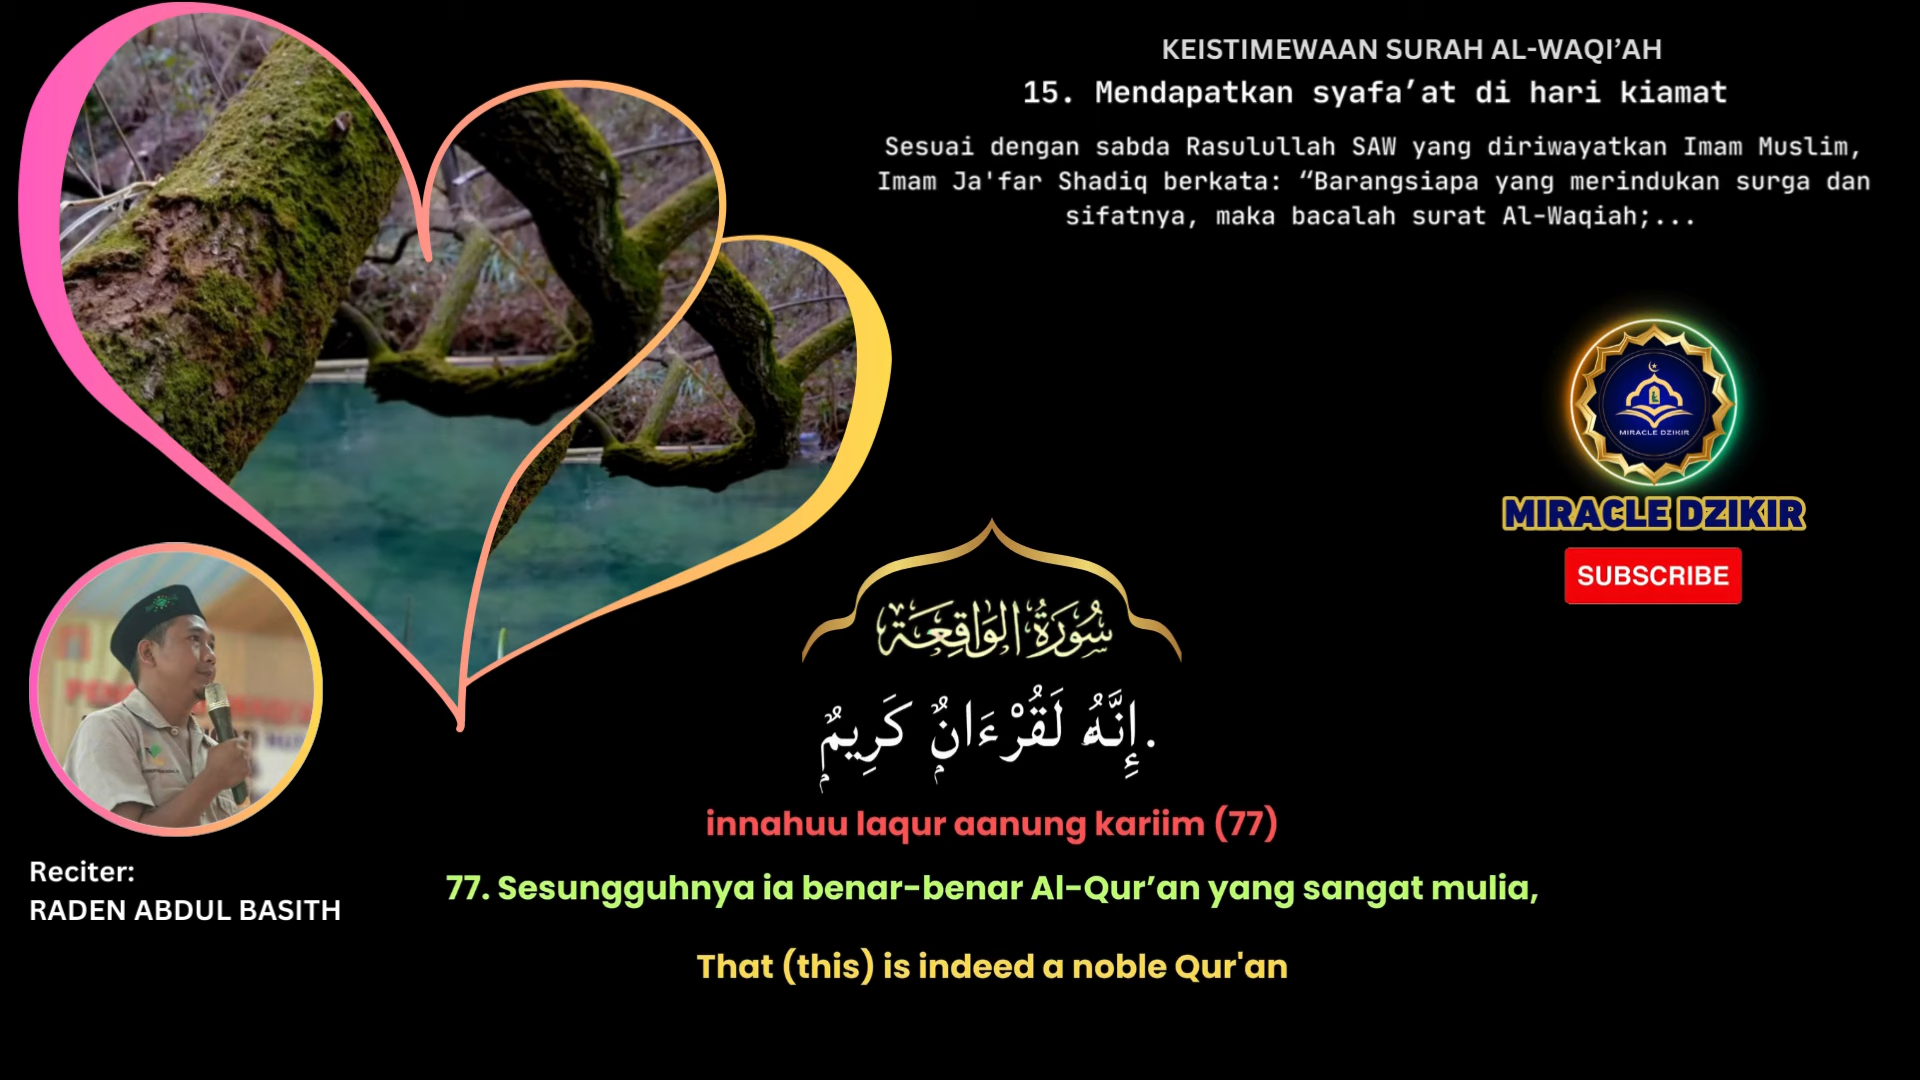 KEISTIMEWAAN SURAH AL-WAQI’AH
15. Mendapatkan syafa’at di hari kiamat
Sesuai dengan sabda Rasulullah SAW yang diriwayatkan Imam Muslim,
Imam Ja'far Shadiq berkata: “Barangsiapa yang merindukan surga dan
sifatnya, maka bacalah surat Al-Waqiah;...
MIRACLE DZIKIR
MIRACLE DZIKIR
SUBSCRIBE
سُورَةُ الوَاقِعَة
إِنَّهُۥ لَقُرْءَانٌ كَرِيمٌ.
innahuu laqur aanung kariim (77)
77. Sesungguhnya ia benar-benar Al-Qur’an yang sangat mulia,
That (this) is indeed a noble Qur'an
Reciter:
RADEN ABDUL BASITH